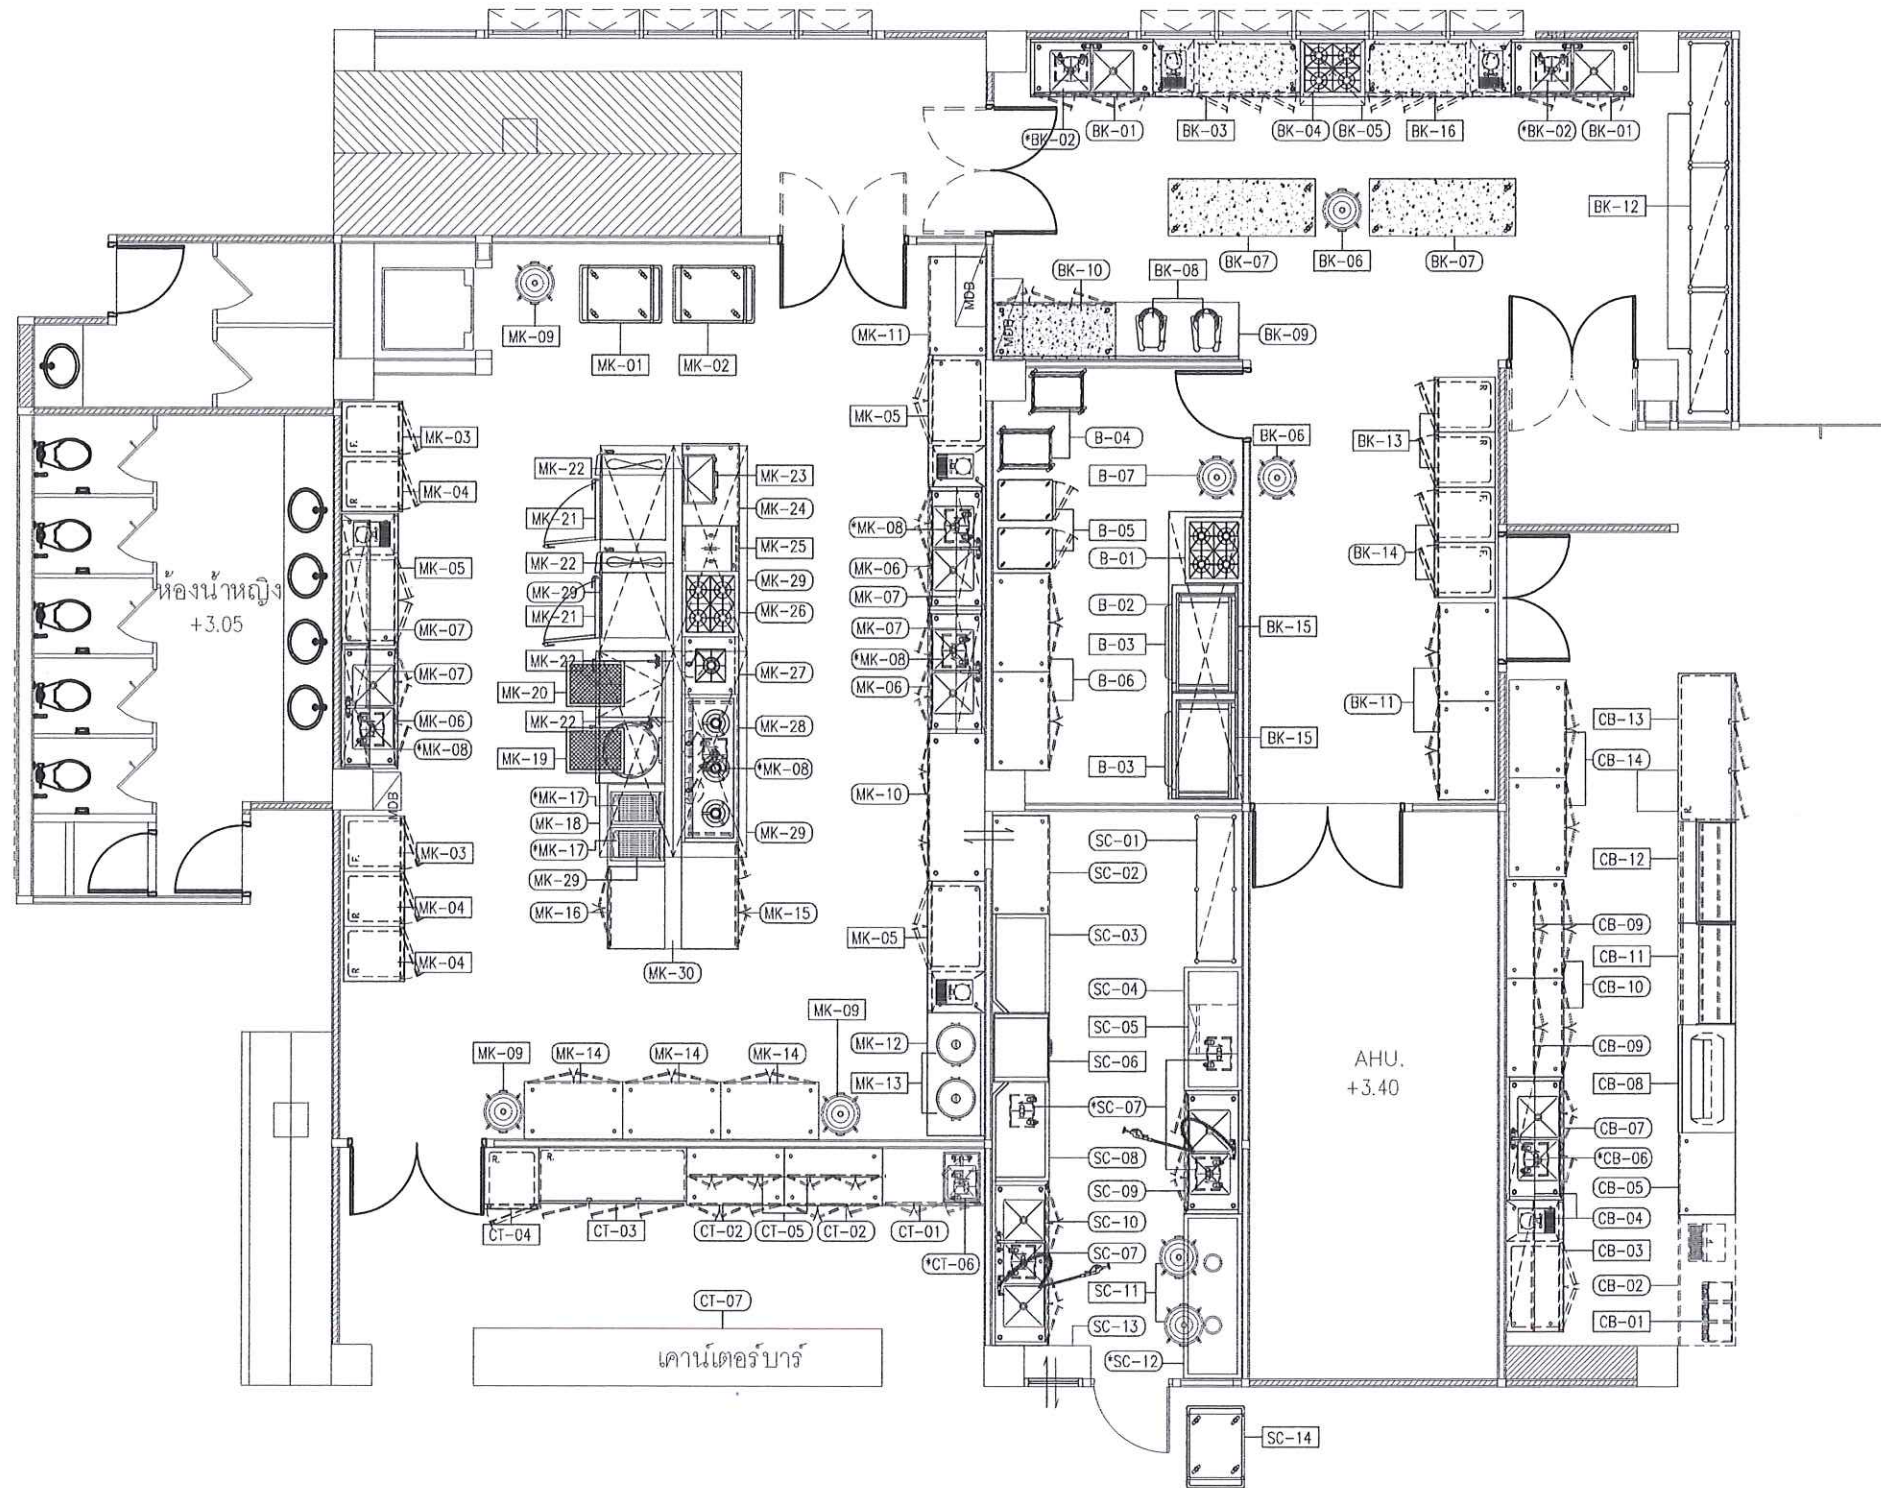 *BK-02
BK-01
BK-03
BK-04
BK-05
BK-16
*BK-02
BK-01
BK-12
BK-07
BK-06
BK-07
BK-10
BK-08
BK-09
MDB
MDB
MK-09
MK-01
MK-02
MK-11
MK-05
B-04
BK-06
B-07
BK-13
R
BK-14
F.
F.
MK-03
F.
MK-04
R
MK-22
MK-23
MK-24
MK-21
MK-25
MK-22
MK-29
MK-29
MK-26
MK-21
MK-22
MK-27
MK-20
MK-22
MK-28
MK-19
*MK-08
*MK-17
MK-18
MK-29
*MK-17
MK-29
MK-16
MK-15
MK-30
*MK-08
MK-06
MK-07
MK-07
*MK-08
MK-06
MK-10
MK-05
B-05
B-01
B-02
B-03
BK-15
B-06
B-03
BK-15
BK-11
ห้องน้ำหญิง
+3.05
MK-05
MK-07
MK-07
MK-06
*MK-08
MDB
MK-03
F.
MK-04
R
MK-04
R
SC-01
SC-02
SC-03
SC-04
SC-05
SC-06
*SC-07
SC-08
SC-09
SC-10
SC-07
SC-11
SC-13
*SC-12
SC-14
AHU.
+3.40
CB-13
CB-14
R.
CB-12
CB-09
CB-11
CB-10
CB-09
CB-08
CB-07
*CB-06
CB-05
CB-04
CB-03
CB-02
CB-01
MK-09
MK-14
MK-14
MK-14
MK-09
MK-12
MK-13
R.
R.
CT-04
CT-03
CT-02
CT-05
CT-02
CT-01
*CT-06
CT-07
เคาน์เตอร์บาร์